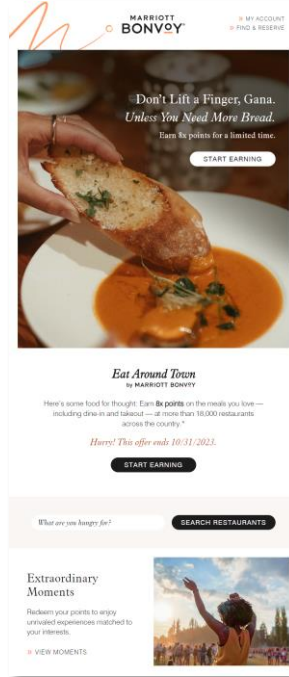 MARRIOTT
BONVOY
» MY ACCOUNT
» FIND & RESERVE
Don't Lift a Finger, Gana.
Unless You Need More Bread.
Earn 8x points for a limited time.
START EARNING
Eat Around Town
by MARRIOTT BONVOY
Here's some food for thought: Earn 8x points on the meals you love —
including dine-in and takeout — at more than 18,000 restaurants
across the country.*
Hurry! This offer ends 10/31/2023.
START EARNING
What are you hungry for?
SEARCH RESTAURANTS
Extraordinary
Moments
Redeem your points to enjoy
unrivaled experiences matched to
your interests.
» VIEW MOMENTS